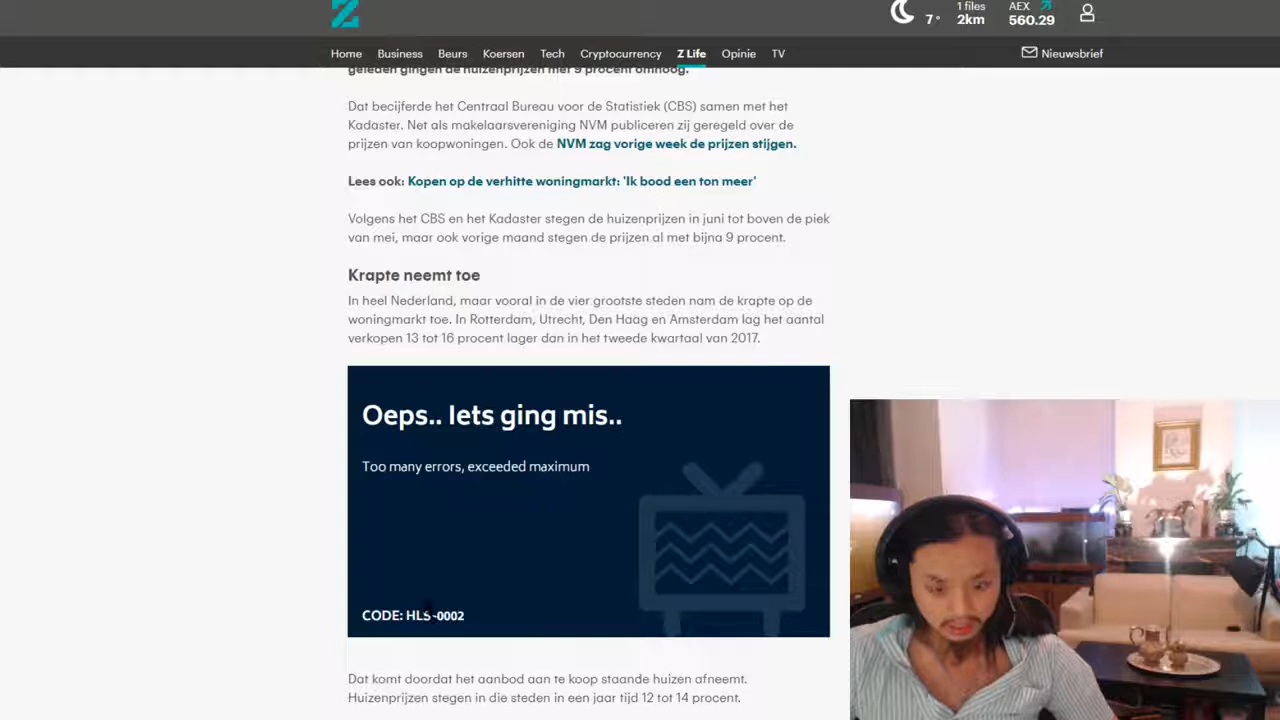 7°
1 files
2km
AEX
560.29
Home Business Beurs Koersen Tech Cryptocurrency Z Life Opinie TV
Nieuwsbrief
geleden gingen de huizenprijzen met 9 procent omhoog.
Dat becijferde het Centraal Bureau voor de Statistiek (CBS) samen met het
Kadaster. Net als makelaarsvereniging NVM publiceren zij geregeld over de
prijzen van koopwoningen. Ook de NVM zag vorige week de prijzen stijgen.
Lees ook: Kopen op de verhitte woningmarkt: 'Ik bood een ton meer'
Volgens het CBS en het Kadaster stegen de huizenprijzen in juni tot boven de piek
van mei, maar ook vorige maand stegen de prijzen al met bijna 9 procent.
Krapte neemt toe
In heel Nederland, maar vooral in de vier grootste steden nam de krapte op de
woningmarkt toe. In Rotterdam, Utrecht, Den Haag en Amsterdam lag het aantal
verkopen 13 tot 16 procent lager dan in het tweede kwartaal van 2017.
Oeps.. Iets ging mis..
Too many errors, exceeded maximum
CODE: HLS-0002
Dat komt doordat het aanbod aan te koop staande huizen afneemt.
Huizenprijzen stegen in die steden in een jaar tijd 12 tot 14 procent.